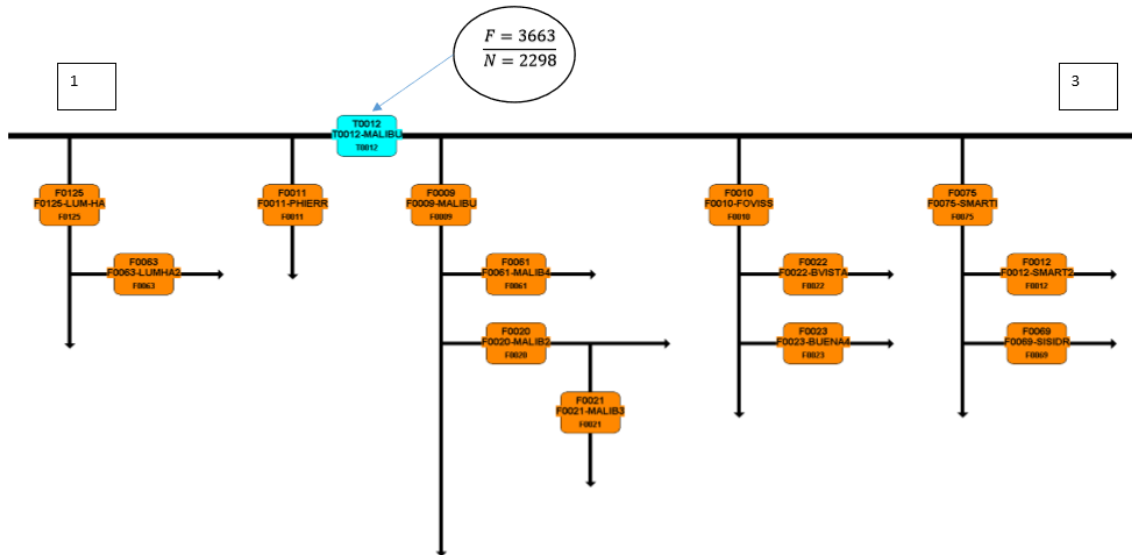 F = 3663
N = 2298
1
3
T0012
T0012-MALIBU
T0012
F0125
F0125-LUM-HA
F0125
F0011
F0011-PHIERR
F0011
F0009
F0009-MALIBU
F0009
F0010
F0010-FOVISS
F0010
F0075
F0075-SMARTI
F0075
F0063
F0063-LUMHA2
F0063
F0061
F0061-MALIB4
F0061
F0022
F0022-BVISTA
F0022
F0012
F0012-SMART2
F0012
F0020
F0020-MALIB2
F0020
F0023
F0023-BUENA4
F0023
F0069
F0069-SISIDR
F0069
F0021
F0021-MALIB3
F0021